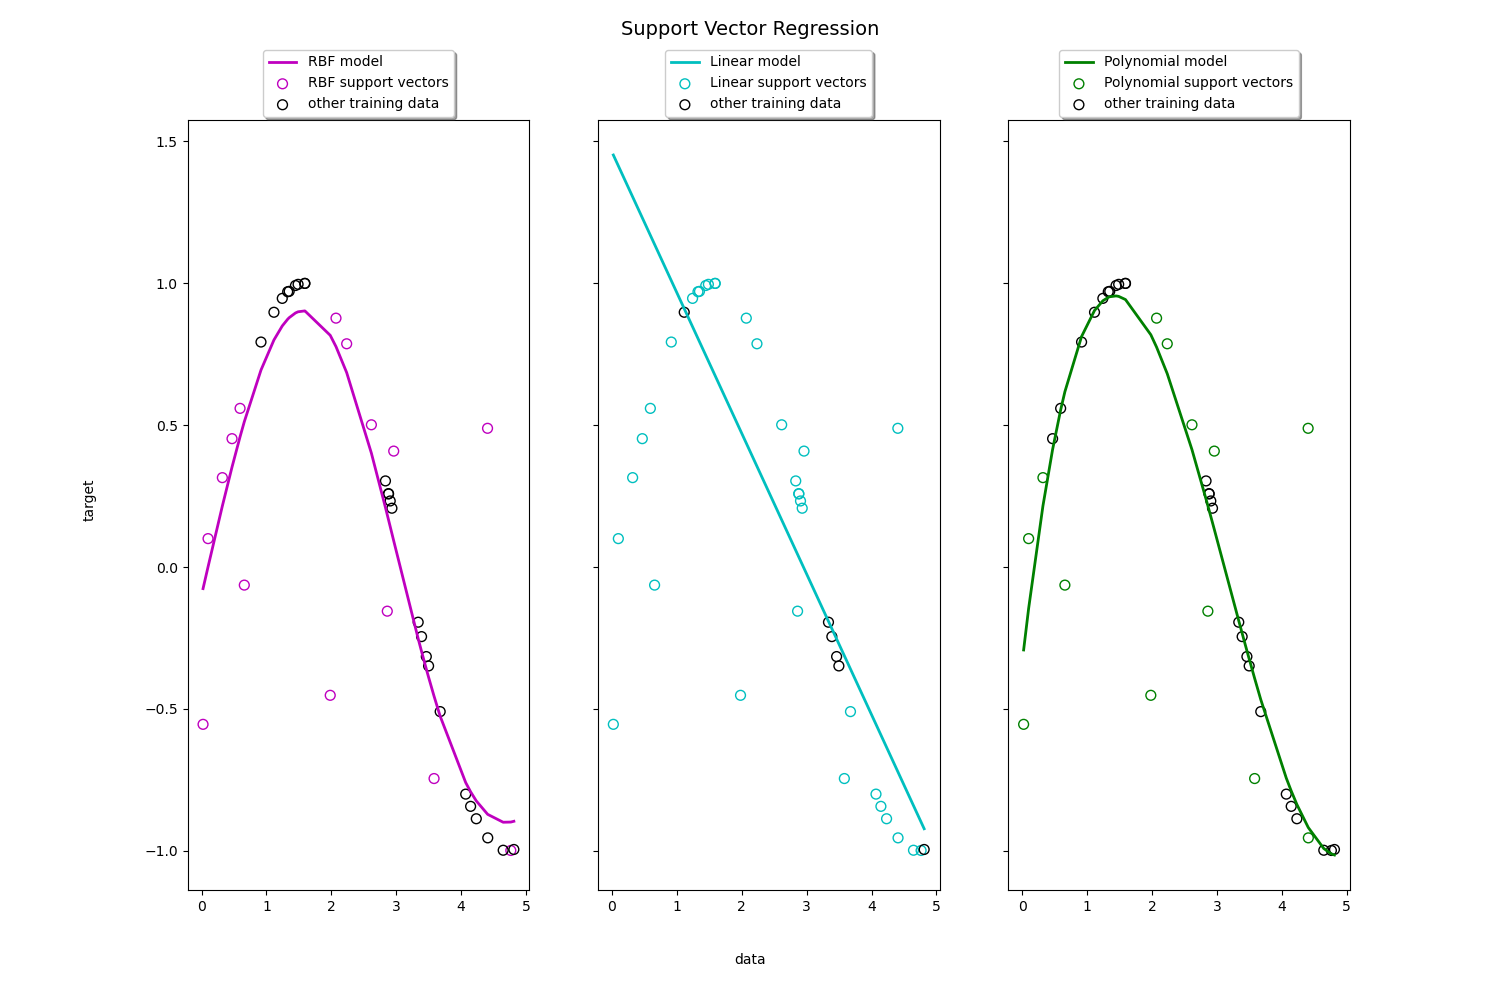 Support Vector Regression
RBF model
RBF support vectors
other training data
Linear model
Linear support vectors
other training data
Polynomial model
Polynomial support vectors
other training data
1.5
1.0
0.5
0.0
−0.5
−1.0
target
0 1 2 3 4 5
0 1 2 3 4 5
0 1 2 3 4 5
data